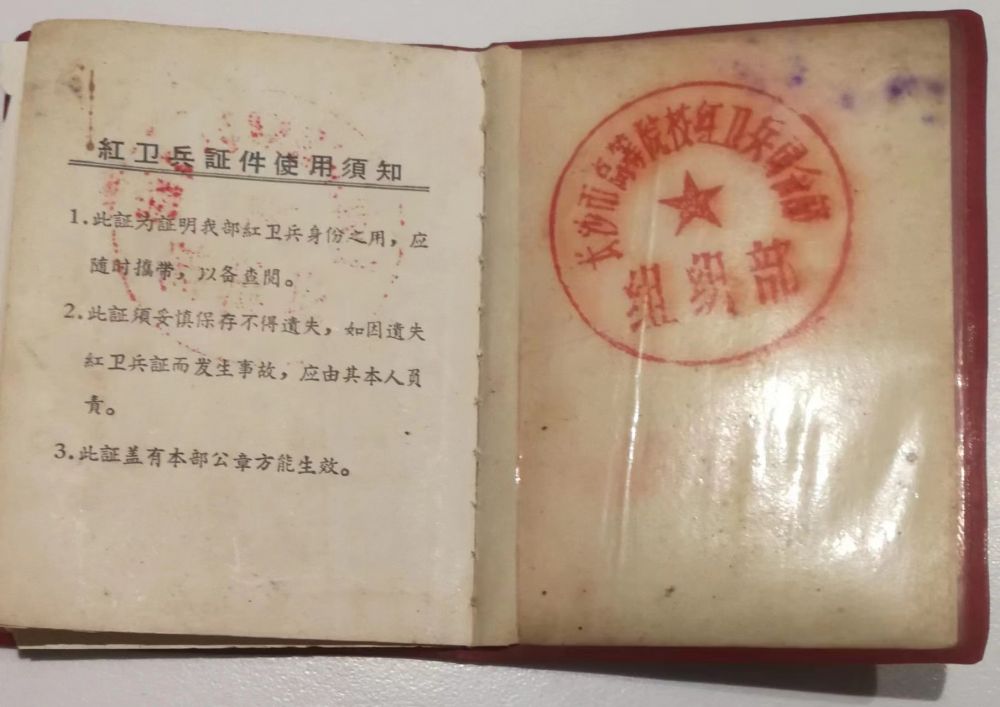 紅卫兵証件使用須知
1.此証为証明我部紅卫兵身份之用，应
随时攜带，以备查閱。
2.此証須妥慎保存不得遺失，如因遺失
紅卫兵証而发生事故，应由其本人員
責。
3.此証盖有本部公章方能生效。
长沙市高等院校红卫兵司令部
组织部